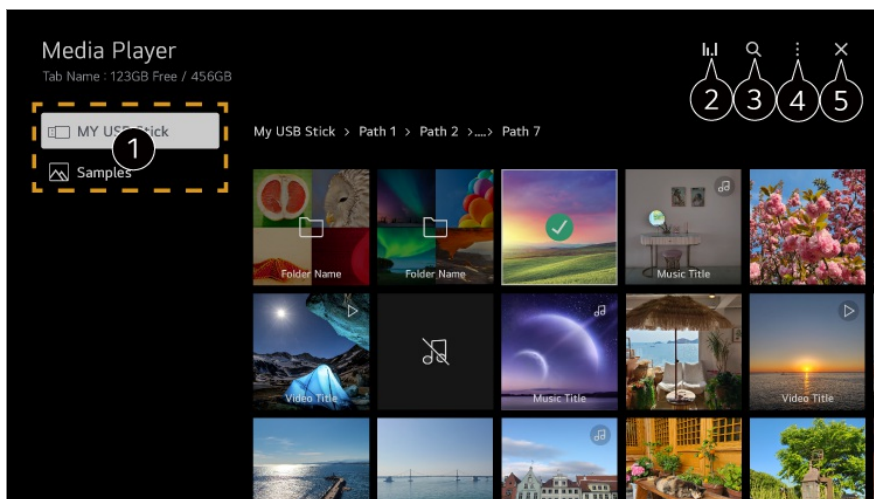 Media Player
Tab Name : 123GB Free / 456GB
2
3
4
5
MY USB Stick
1
Samples
My USB Stick > Path 1 > Path 2 >....> Path 7
Folder Name
Folder Name
Music Title
Video Title
Music Title
Video Title